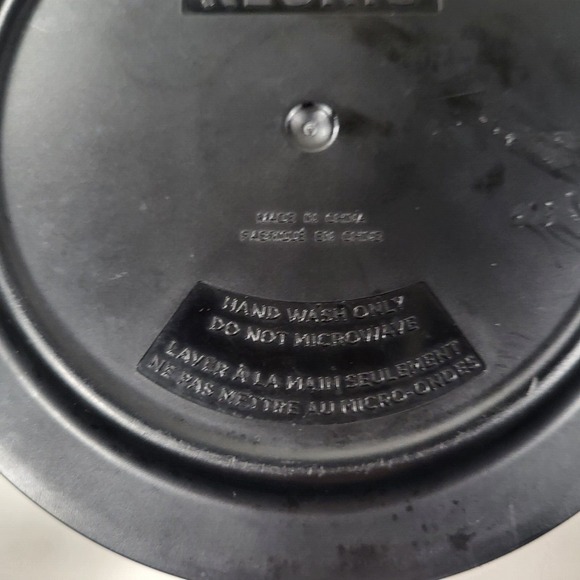 MADE IN CHINA
FABRIQUÉ EN CHINE
HAND WASH ONLY
DO NOT MICROWAVE
LAVER À LA MAIN SEULEMENT
NE PAS METTRE AU MICRO-ONDES